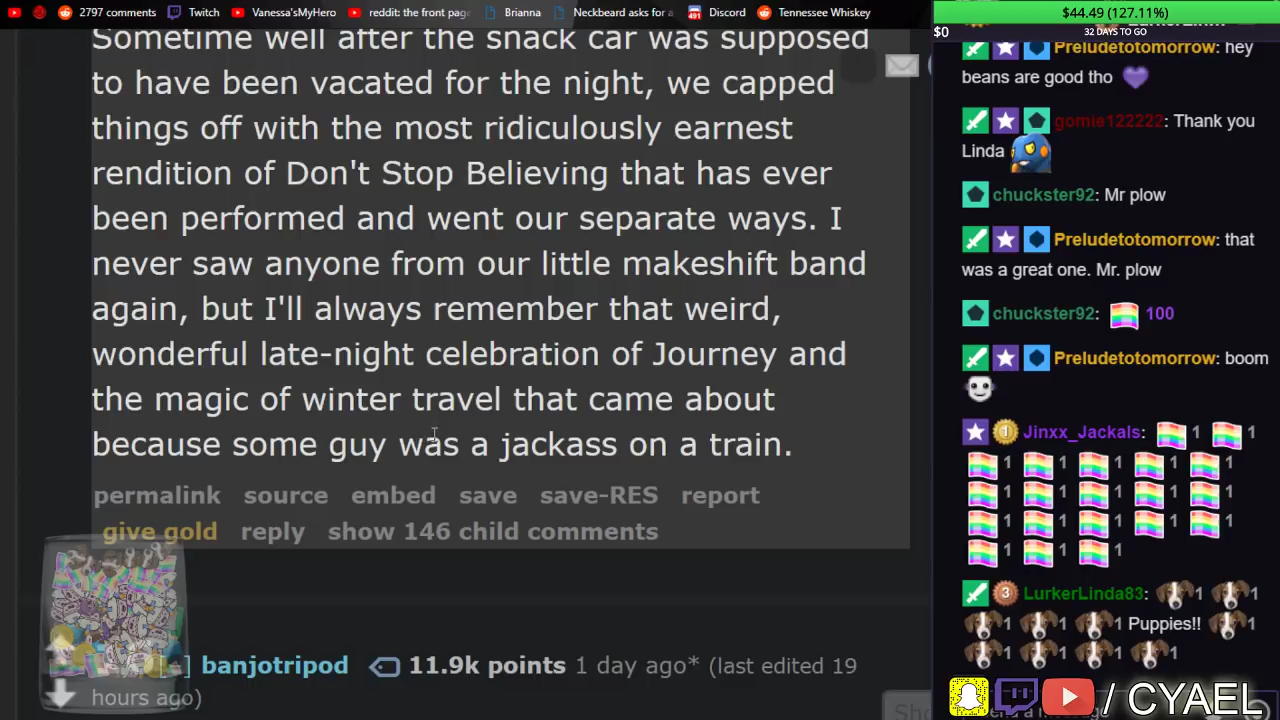 2797 comments
Twitch
Vanessa'sMyHero
reddit: the front page
Brianna
Neckbeard asks for a
Discord
Tennessee Whiskey
Sometime well after the snack car was supposed
to have been vacated for the night, we capped
things off with the most ridiculously earnest
rendition of Don't Stop Believing that has ever
been performed and went our separate ways. I
never saw anyone from our little makeshift band
again, but I'll always remember that weird,
wonderful late-night celebration of Journey and
the magic of winter travel that came about
because some guy was a jackass on a train.
permalink source embed save save-RES report
give gold reply show 146 child comments
banjotripod 11.9k points 1 day ago* (last edited 19
hours ago)
$44.49 (127.11%)
$0
32 DAYS TO GO
Preludetotomorrow: hey
beans are good tho
gomie122222: Thank you
Linda
chuckster92: Mr plow
Preludetotomorrow: that
was a great one. Mr. plow
chuckster92: 100
Preludetotomorrow: boom
Jinxx_Jackals: 1 1
1 1 1 1 1
1 1 1 1 1
1 1 1 1 1
1 1 1
LurkerLinda83: 1 1
1 1 1 Puppies!! 1
1 1 1 1
/ CYAEL